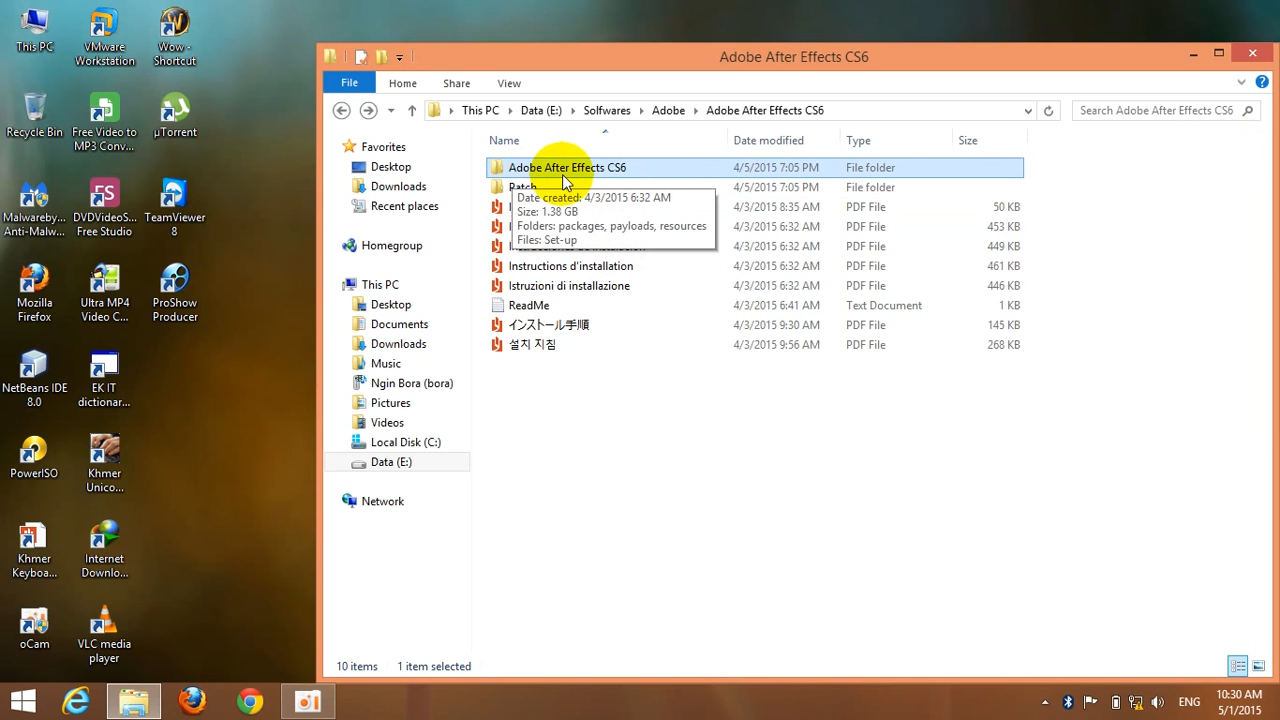 This PC
VMware
Workstation
Wow -
Shortcut
Recycle Bin
Free Video to
MP3 Conv...
µTorrent
Malwareby...
Anti-Malw...
DVDVideoS...
Free Studio
TeamViewer
8
Mozilla
Firefox
Ultra MP4
Video C...
ProShow
Producer
NetBeans IDE
8.0
EK IT
dictionar...
PowerISO
Khmer
Unico...
Khmer
Keyboa...
Internet
Downlo...
oCam
VLC media
player
Adobe After Effects CS6
File
Home
Share
View
This PC
Data (E:)
Solfwares
Adobe
Adobe After Effects CS6
Search Adobe After Effects CS6
Favorites
Desktop
Downloads
Recent places
Homegroup
This PC
Desktop
Documents
Downloads
Music
Ngin Bora (bora)
Pictures
Videos
Local Disk (C:)
Data (E:)
Network
Name Date modified Type Size
Adobe After Effects CS6 4/5/2015 7:05 PM File folder
Patch 4/5/2015 7:05 PM File folder
4/3/2015 8:35 AM PDF File 50 KB
4/3/2015 6:32 AM PDF File 453 KB
4/3/2015 6:32 AM PDF File 449 KB
Date created: 4/3/2015 6:32 AM
Size: 1.38 GB
Folders: packages, payloads, resources
Files: Set-up
Instructions d'installation 4/3/2015 6:32 AM PDF File 461 KB
Istruzioni di installazione 4/3/2015 6:32 AM PDF File 446 KB
ReadMe 4/3/2015 6:41 AM Text Document 1 KB
インストール手順 4/3/2015 9:30 AM PDF File 145 KB
설치 지침 4/3/2015 9:56 AM PDF File 268 KB
10 items 1 item selected
ENG
10:30 AM
5/1/2015